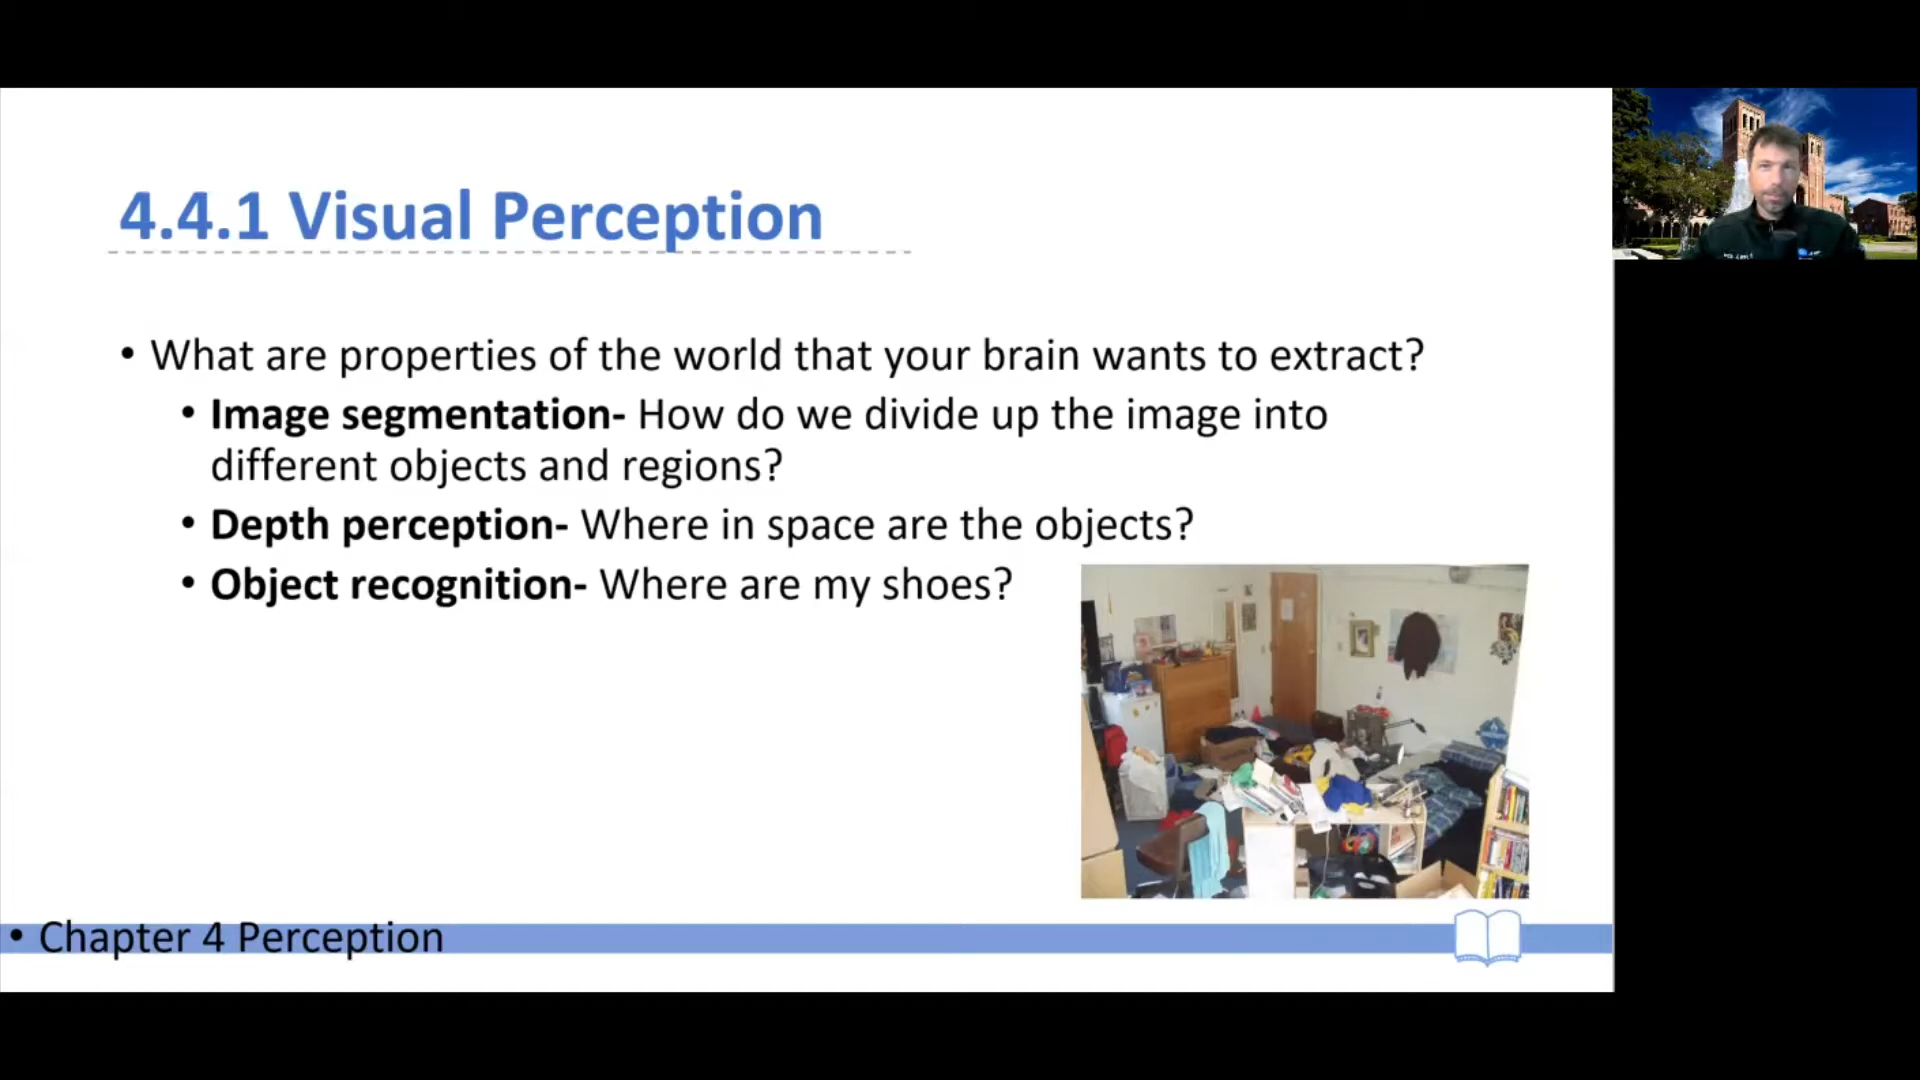 4.4.1 Visual Perception
• What are properties of the world that your brain wants to extract?
• Image segmentation- How do we divide up the image into
different objects and regions?
• Depth perception- Where in space are the objects?
• Object recognition- Where are my shoes?
• Chapter 4 Perception